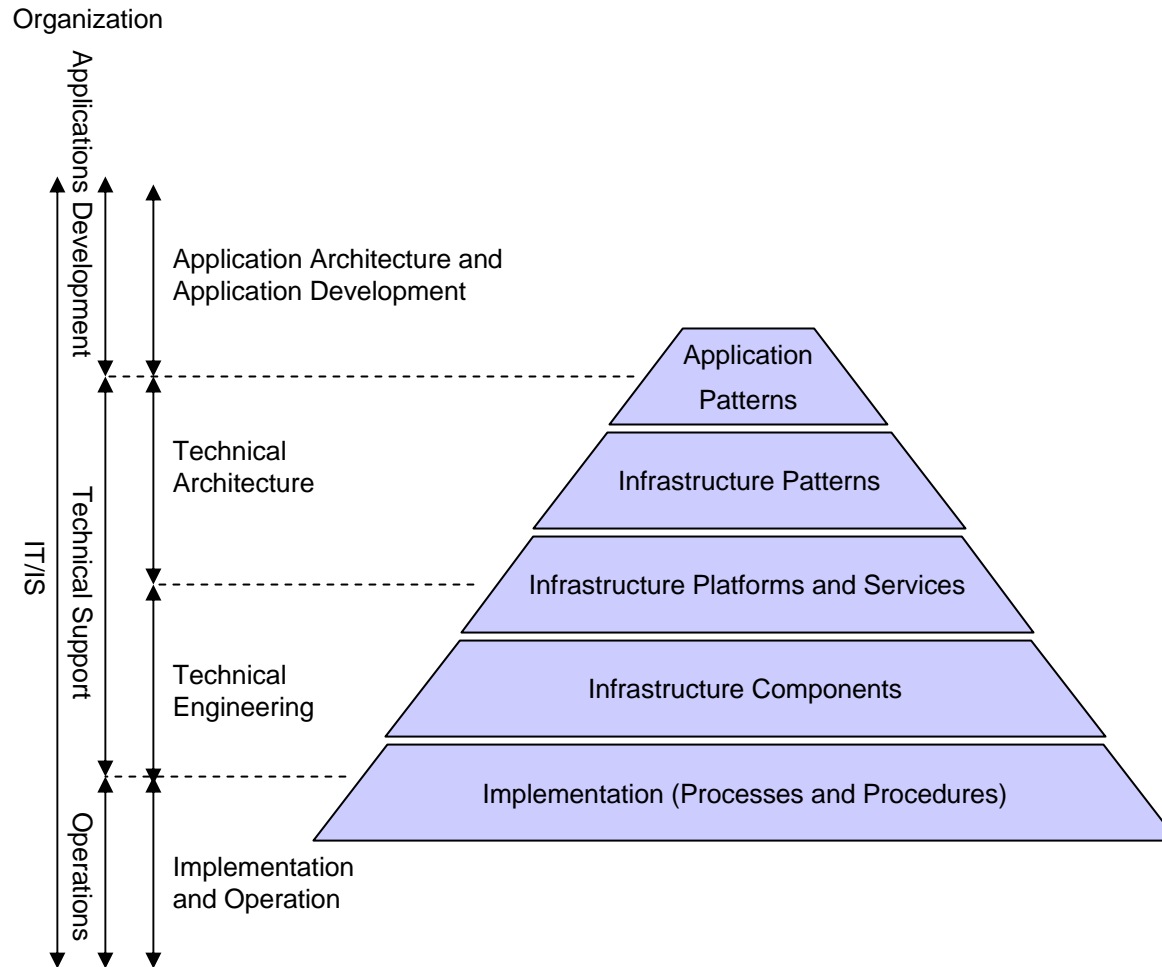 Organization
Applications Development
Technical Support
Operations
IT/IS
Application Architecture and
Application Development
Technical
Architecture
Technical
Engineering
Implementation
and Operation
Application
Patterns
Infrastructure Patterns
Infrastructure Platforms and Services
Infrastructure Components
Implementation (Processes and Procedures)